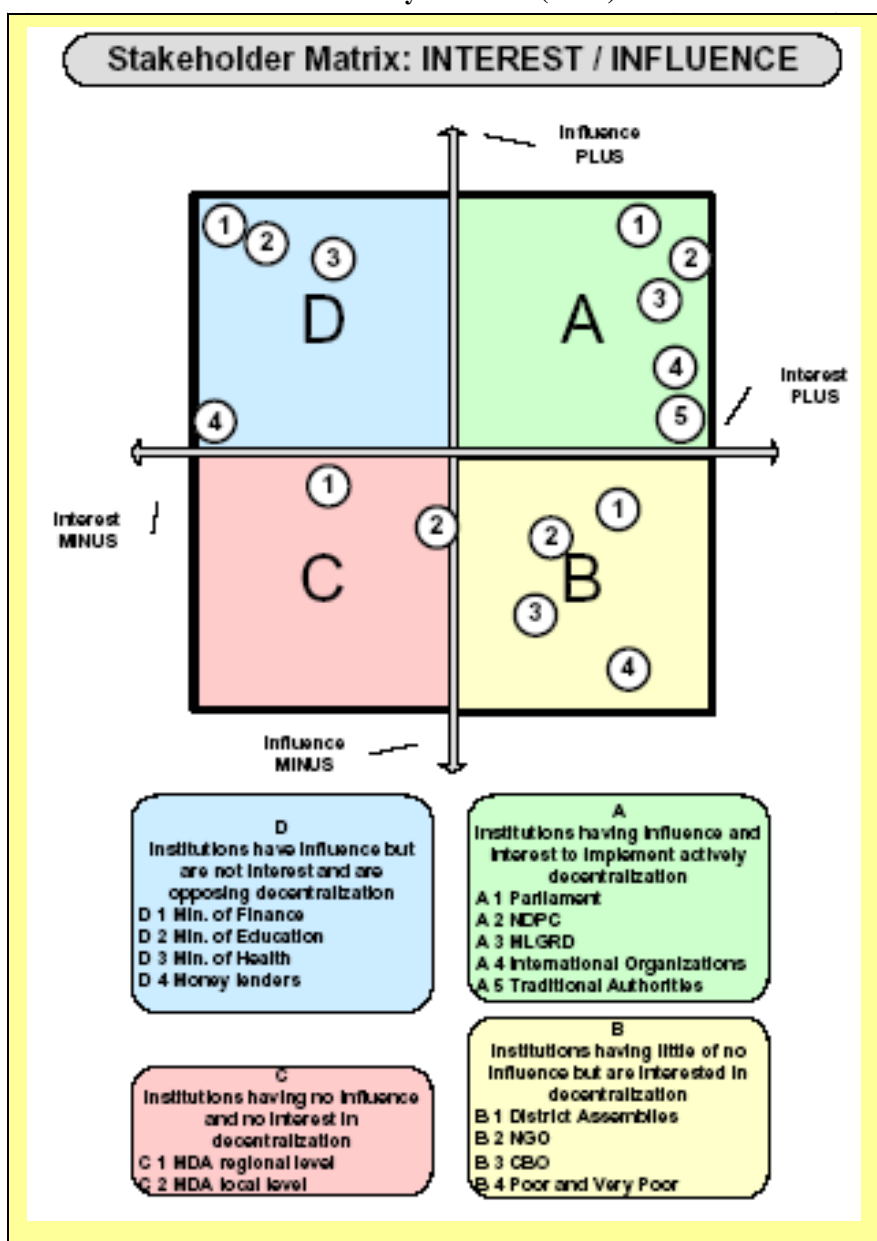 Stakeholder Matrix: INTEREST / INFLUENCE
Influence
PLUS
1
2
3
D
4
1
2
3
A
4
5
Interest
PLUS
Interest
MINUS
1
2
C
1
2
B
3
4
Influence
MINUS
D
Institutions have Influence but
are not Interest and are
opposing decentralization
D 1 Min. of Finance
D 2 Min. of Education
D 3 Min. of Health
D 4 Money lenders
A
Institutions having Influence and
Interest to Implement actively
decentralization
A 1 Parliament
A 2 NDPC
A 3 MLGRD
A 4 International Organizations
A 5 Traditional Authorities
C
Institutions having no Influence
and no Interest in
decentralization
C 1 MDA regional level
C 2 MDA local level
B
Institutions having little of no
Influence but are Interested in
decentralization
B 1 District Assemblies
B 2 NGO
B 3 CBO
B 4 Poor and Very Poor